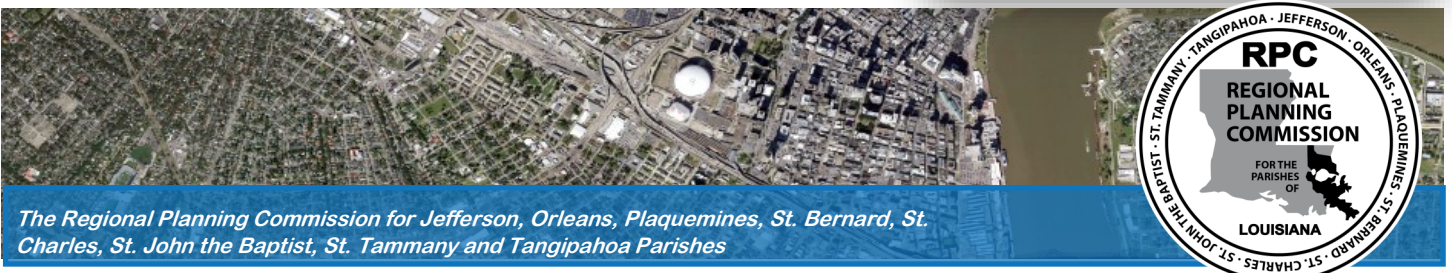 The Regional Planning Commission for Jefferson, Orleans, Plaquemines, St. Bernard, St.
Charles, St. John the Baptist, St. Tammany and Tangipahoa Parishes
ST. JOHN THE BAPTIST · ST. TAMMANY · TANGIPAHOA · JEFFERSON · ORLEANS · PLAQUEMINES · ST. BERNARD · ST. CHARLES ·
RPC
REGIONAL
PLANNING
COMMISSION
FOR THE
PARISHES
OF
LOUISIANA